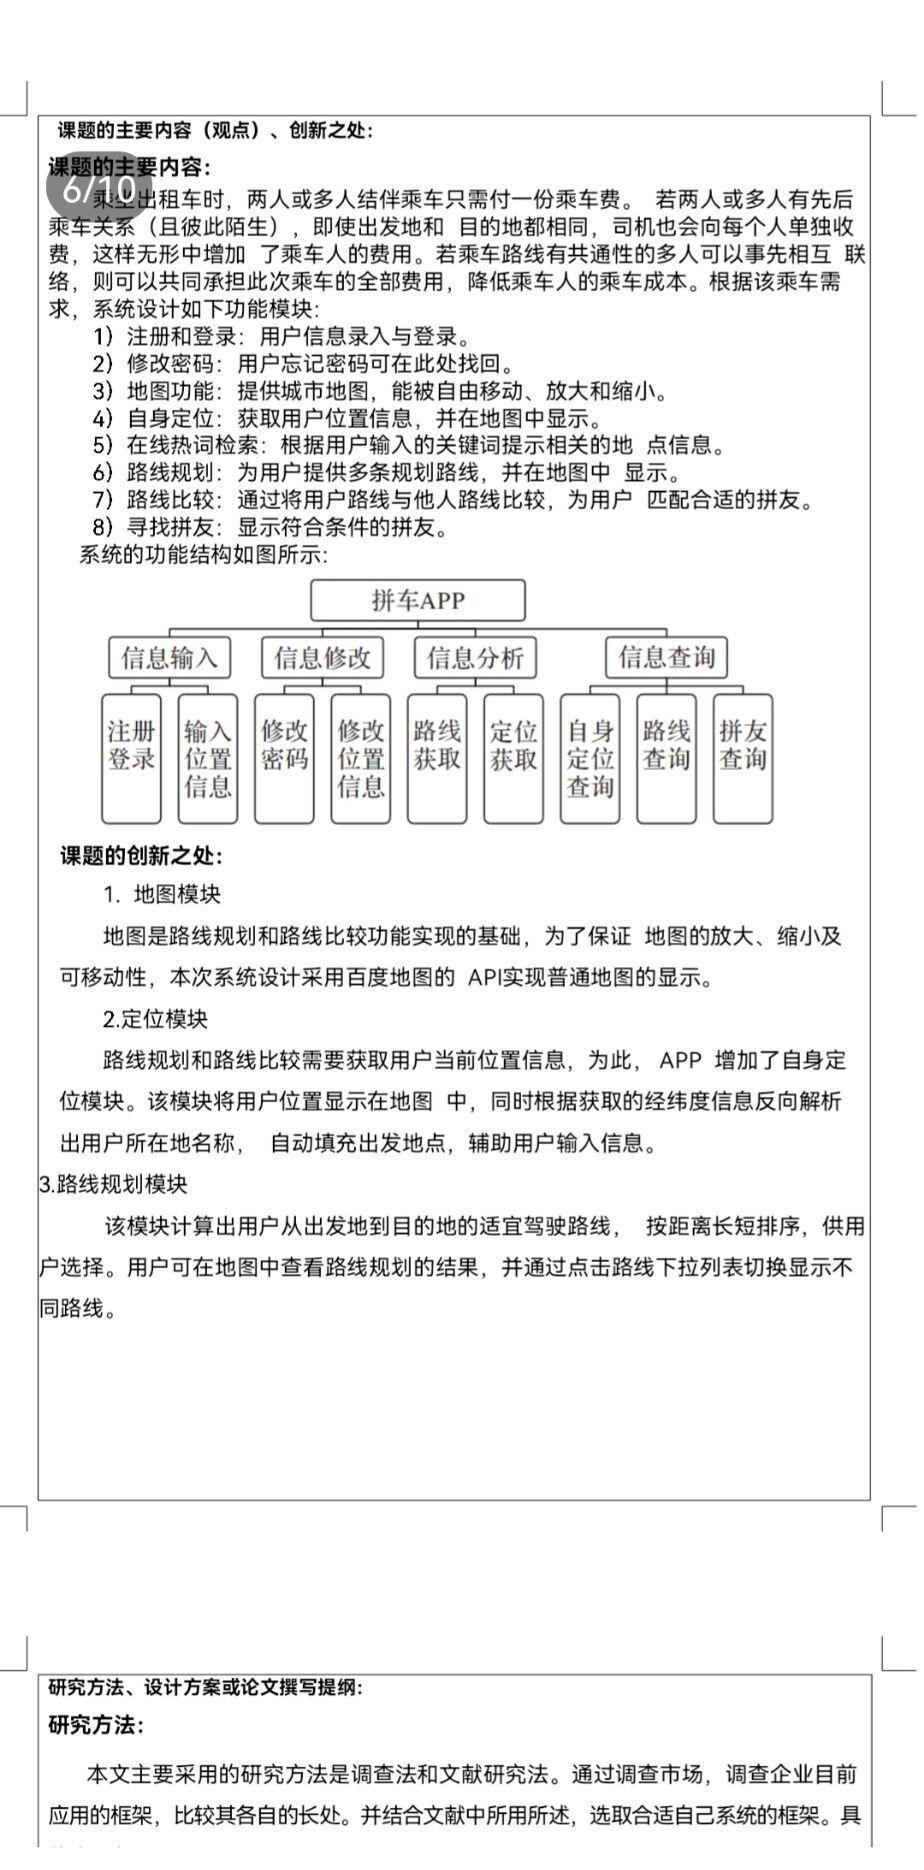 课题的主要内容（观点）、创新之处：
课题的主要内容：
6/10
乘坐出租车时，两人或多人结伴乘车只需付一份乘车费。 若两人或多人有先后
乘车关系（且彼此陌生），即使出发地和 目的地都相同，司机也会向每个人单独收
费，这样无形中增加 了乘车人的费用。若乘车路线有共通性的多人可以事先相互 联
络，则可以共同承担此次乘车的全部费用，降低乘车人的乘车成本。根据该乘车需
求，系统设计如下功能模块：
1）注册和登录：用户信息录入与登录。
2）修改密码：用户忘记密码可在此处找回。
3）地图功能：提供城市地图，能被自由移动、放大和缩小。
4）自身定位：获取用户位置信息，并在地图中显示。
5）在线热词检索：根据用户输入的关键词提示相关的地 点信息。
6）路线规划：为用户提供多条规划路线，并在地图中 显示。
7）路线比较：通过将用户路线与他人路线比较，为用户 匹配合适的拼友。
8）寻找拼友：显示符合条件的拼友。
系统的功能结构如图所示：
拼车APP
信息输入 信息修改 信息分析 信息查询
注册 输入 修改 修改 路线 定位 自身 路线 拼友
登录 位置 密码 位置 获取 获取 定位 查询 查询
信息 信息 查询
课题的创新之处：
1. 地图模块
地图是路线规划和路线比较功能实现的基础，为了保证 地图的放大、缩小及
可移动性，本次系统设计采用百度地图的 API实现普通地图的显示。
2.定位模块
路线规划和路线比较需要获取用户当前位置信息，为此， APP 增加了自身定
位模块。该模块将用户位置显示在地图 中，同时根据获取的经纬度信息反向解析
出用户所在地名称， 自动填充出发地点，辅助用户输入信息。
3.路线规划模块
该模块计算出用户从出发地到目的地的适宜驾驶路线， 按距离长短排序，供用
户选择。用户可在地图中查看路线规划的结果，并通过点击路线下拉列表切换显示不
同路线。
研究方法、设计方案或论文撰写提纲：
研究方法：
本文主要采用的研究方法是调查法和文献研究法。通过调查市场，调查企业目前
应用的框架，比较其各自的长处。并结合文献中所用所述，选取合适自己系统的框架。具